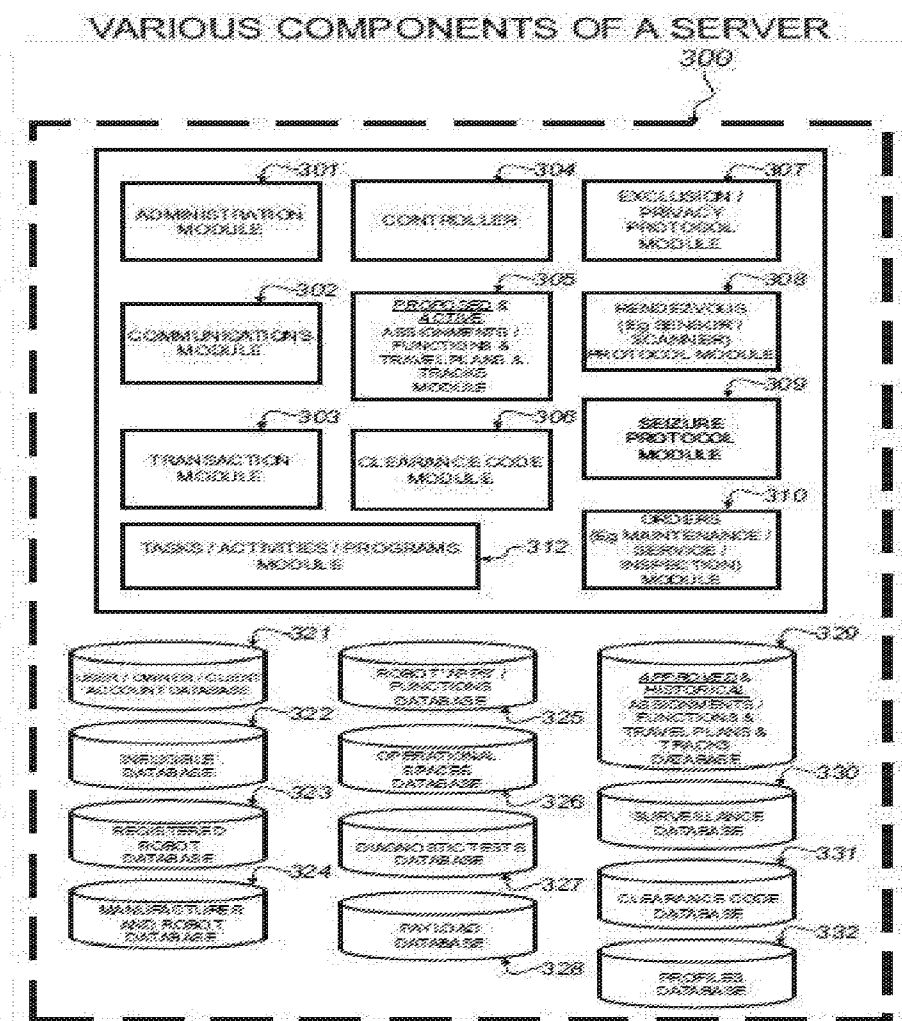 VARIOUS COMPONENTS OF A SERVER
300
301
ADMINISTRATION
MODULE
304
CONTROLLER
307
EXCLUSION /
PRIVACY
PROTOCOL
MODULE
302
COMMUNICATIONS
MODULE
305
PROPOSED &
ACTIVE
ASSIGNMENTS /
FUNCTIONS &
TRAVEL PLANS &
TRACKS
MODULE
308
RENDEZVOUS
(Eg SENSOR /
SCANNER)
PROTOCOL MODULE
309
SEIZURE
PROTOCOL
MODULE
303
TRANSACTION
MODULE
306
CLEARANCE CODE
MODULE
310
ORDERS
(Eg MAINTENANCE /
SERVICE /
INSPECTION)
MODULE
TASKS / ACTIVITIES / PROGRAMS
MODULE
312
321
USER / OWNER / CLIENT
ACCOUNT DATABASE
322
INELIGIBLE
DATABASE
323
REGISTERED
ROBOT
DATABASE
324
MANUFACTURER
AND ROBOT
DATABASE
ROBOT "APPS" /
FUNCTIONS
DATABASE
325
OPERATIONAL
SPACES
DATABASE
326
DIAGNOSTIC TESTS
DATABASE
327
PAYLOAD
DATABASE
328
329
APPROVED &
HISTORICAL
ASSIGNMENTS /
FUNCTIONS &
TRAVEL PLANS &
TRACKS
DATABASE
330
SURVEILLANCE
DATABASE
331
CLEARANCE CODE
DATABASE
332
PROFILES
DATABASE